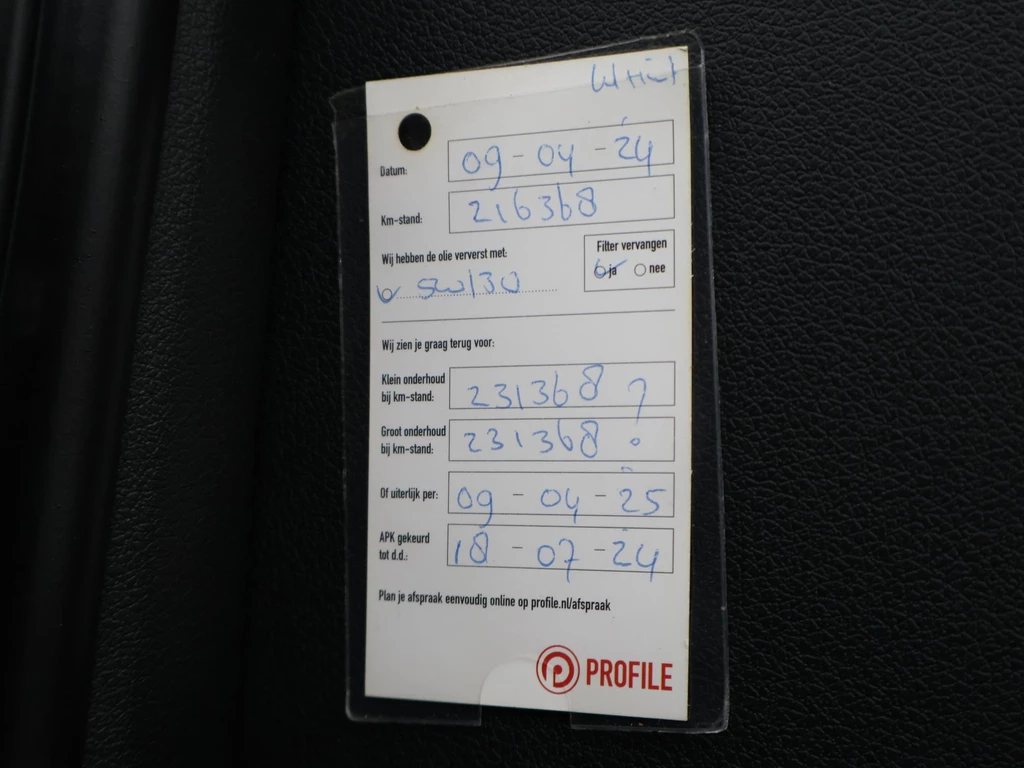 Datum: 09-04-24
Km-stand: 216368
Wij hebben de olie ververst met:
Filter vervangen
ja nee
5w/30
Wij zien je graag terug voor:
Klein onderhoud
bij km-stand: 231368 ?
Groot onderhoud
bij km-stand: 231368
Of uiterlijk per: 09-04-25
APK gekeurd
tot d.d.: 18-07-24
Plan je afspraak eenvoudig online op profile.nl/afspraak
PROFILE